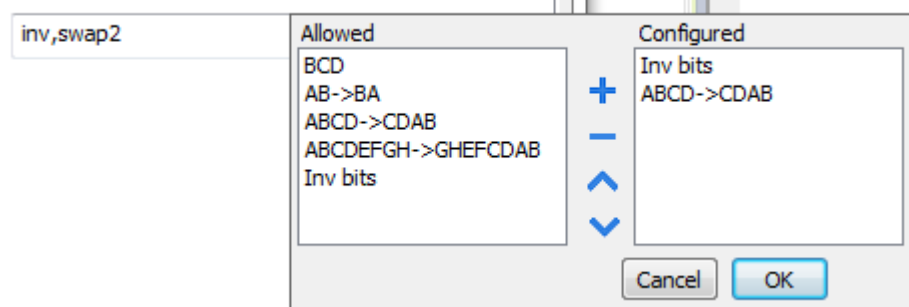 inv,swap2
Allowed
BCD
AB->BA
ABCD->CDAB
ABCDEFGH->GHEFCDAB
Inv bits
Configured
Inv bits
ABCD->CDAB
Cancel
OK